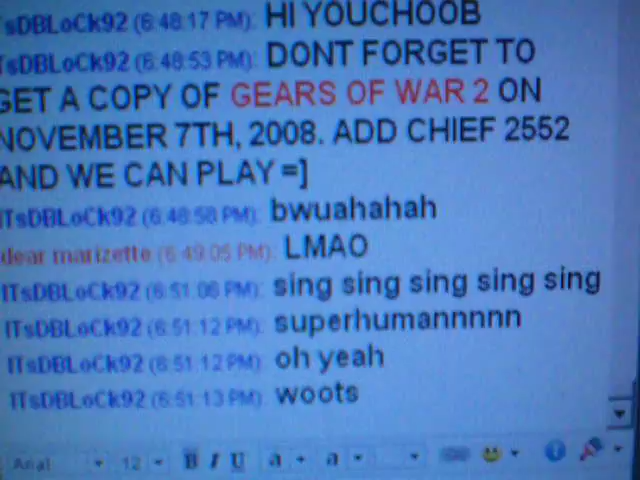 TsDBLoCk92 (6:48:17 PM): HI YOUCHOOB
TsDBLoCk92 (6:48:53 PM): DONT FORGET TO
GET A COPY OF GEARS OF WAR 2 ON
NOVEMBER 7TH, 2008. ADD CHIEF 2552
AND WE CAN PLAY =]
ITsDBLoCk92 (6:48:58 PM): bwuahahah
dear marizette (6:49:05 PM): LMAO
ITsDBLoCk92 (6:51:06 PM): sing sing sing sing sing
ITsDBLoCk92 (6:51:12 PM): superhumannnnn
ITsDBLoCk92 (6:51:12 PM): oh yeah
ITsDBLoCk92 (6:51:13 PM): woots
Arial 12 B I U a a